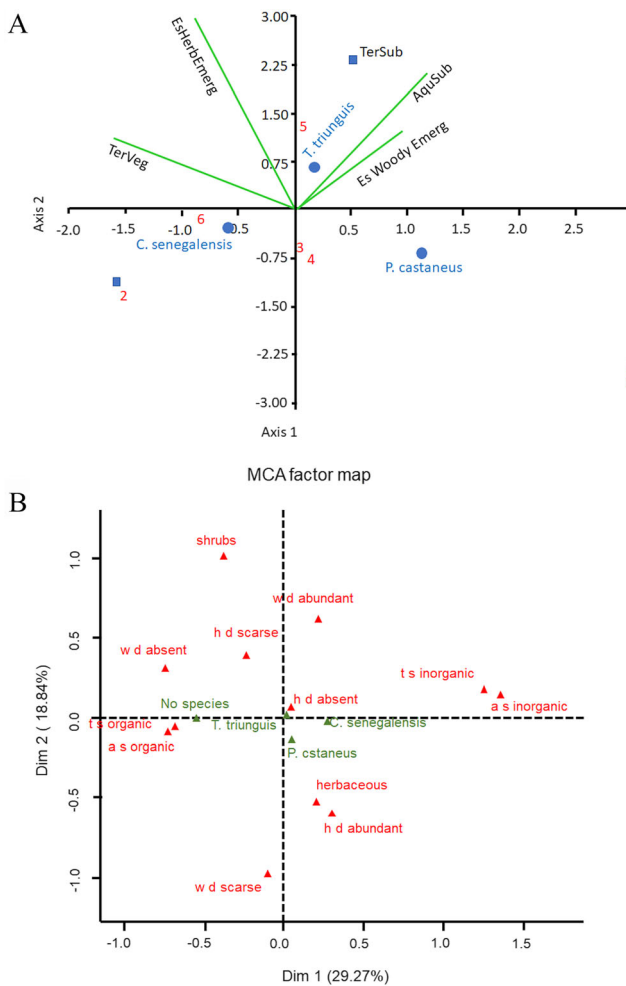 A
3.00
EsHerbEmerg
2.25
TerSub
AquSub
1.50
5
T. triunguis
Es Woody Emerg
0.75
TerVeg
Axis 2
-2.0 -1.5 -1.0 -0.5 0.5 1.0 1.5 2.0 2.5
6
C. senegalensis
3
4
-0.75
P. castaneus
2
-1.50
-2.25
-3.00
Axis 1
MCA factor map
B
shrubs
1.0
w d abundant
h d scarse
0.5
w d absent
t s inorganic
a s inorganic
h d absent
No species
0.0
t s organic
T. triunguis
C. senegalensis
a s organic
P. cstaneus
Dim 2 ( 18.84%)
herbaceous
-0.5
h d abundant
w d scarse
-1.0
-1.0 -0.5 0.0 0.5 1.0 1.5
Dim 1 (29.27%)